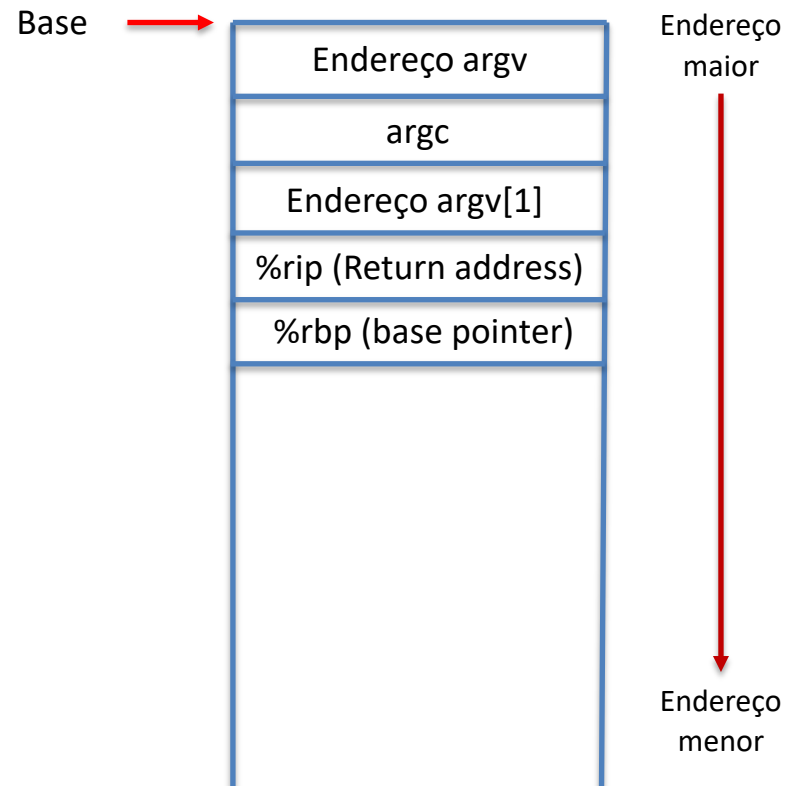 Base
Endereço
maior
Endereço argv
argc
Endereço argv[1]
%rip (Return address)
%rbp (base pointer)
Endereço
menor